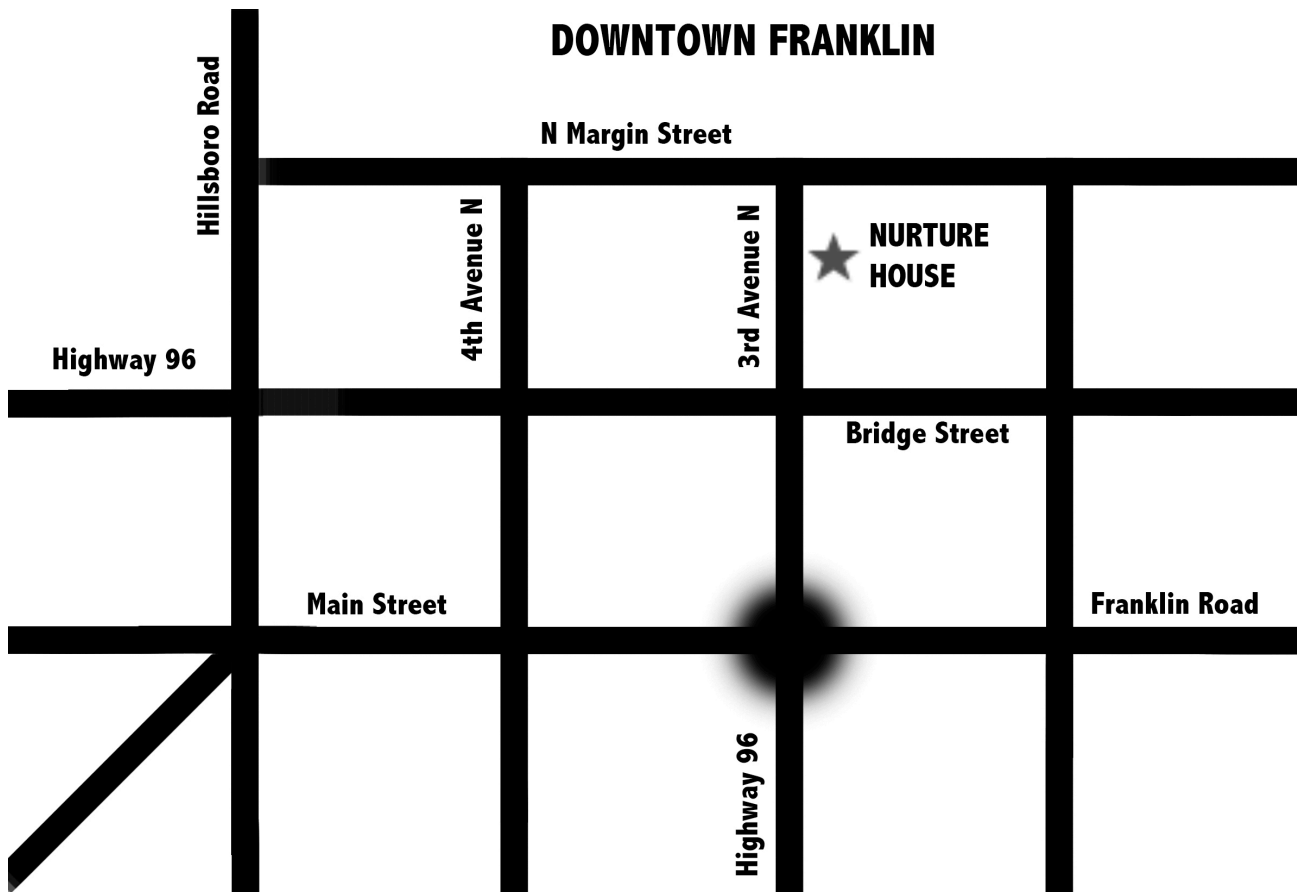 DOWNTOWN FRANKLIN
N Margin Street
Hillsboro Road
4th Avenue N
3rd Avenue N
NURTURE
HOUSE
Highway 96
Bridge Street
Main Street
Franklin Road
Highway 96